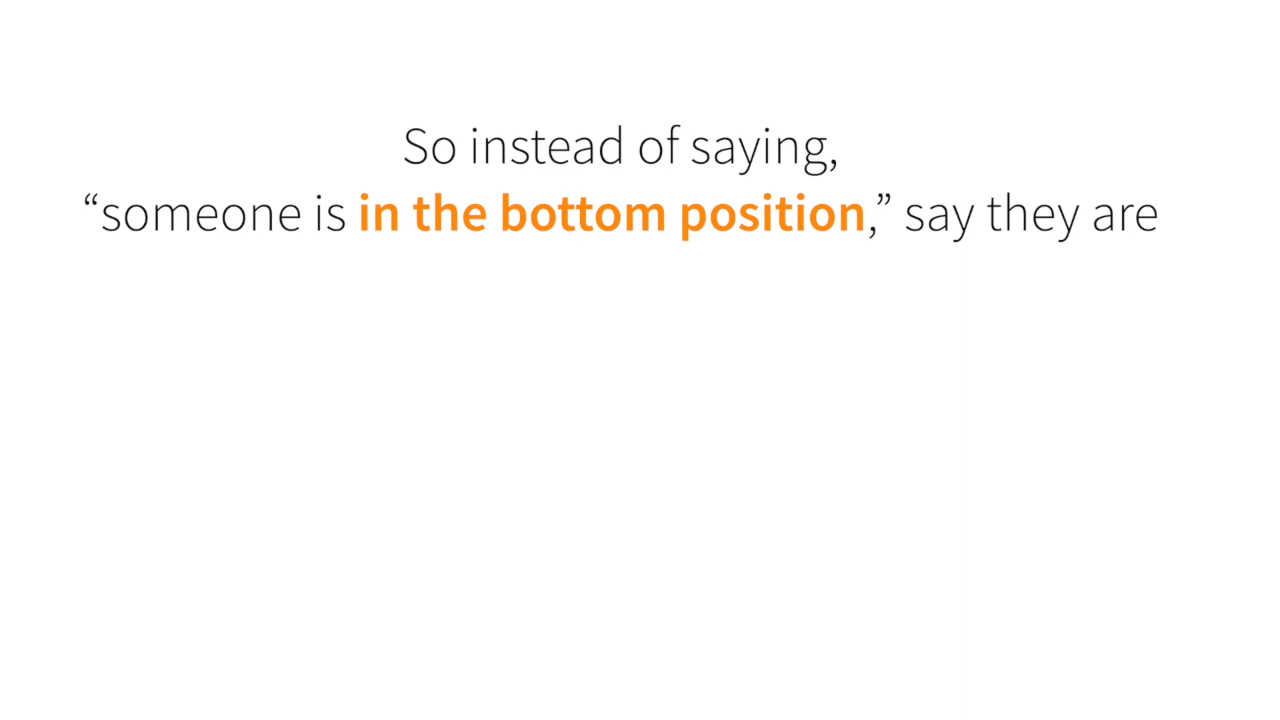 So instead of saying,
“someone is in the bottom position,” say they are